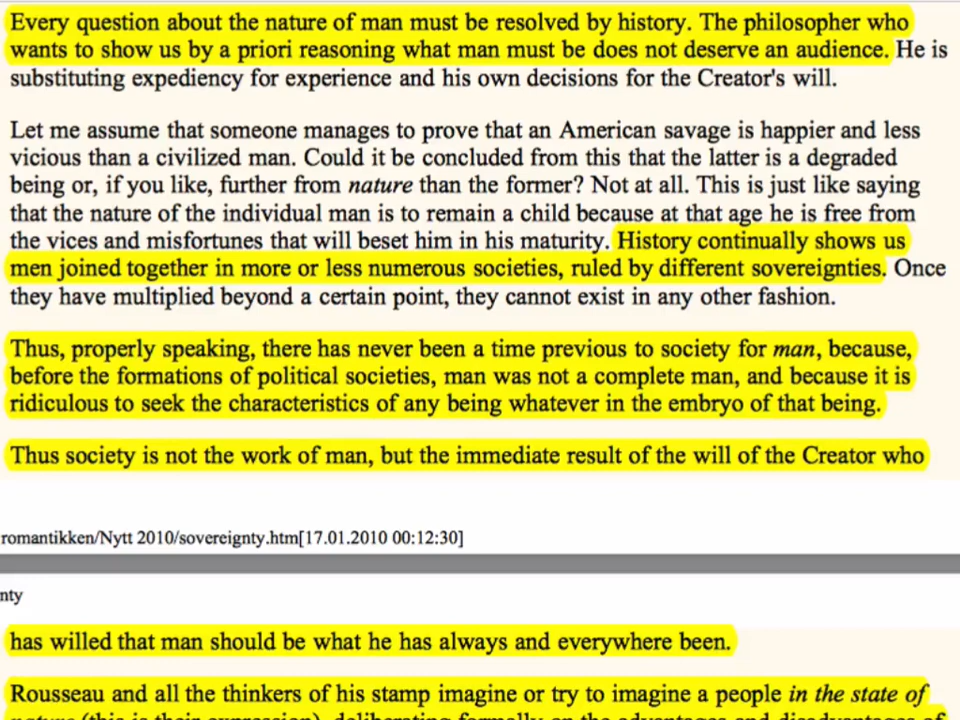 Every question about the nature of man must be resolved by history. The philosopher who
wants to show us by a priori reasoning what man must be does not deserve an audience. He is
substituting expediency for experience and his own decisions for the Creator's will.
Let me assume that someone manages to prove that an American savage is happier and less
vicious than a civilized man. Could it be concluded from this that the latter is a degraded
being or, if you like, further from nature than the former? Not at all. This is just like saying
that the nature of the individual man is to remain a child because at that age he is free from
the vices and misfortunes that will beset him in his maturity. History continually shows us
men joined together in more or less numerous societies, ruled by different sovereignties. Once
they have multiplied beyond a certain point, they cannot exist in any other fashion.
Thus, properly speaking, there has never been a time previous to society for man, because,
before the formations of political societies, man was not a complete man, and because it is
ridiculous to seek the characteristics of any being whatever in the embryo of that being.
Thus society is not the work of man, but the immediate result of the will of the Creator who
romantikken/Nytt 2010/sovereignty.htm[17.01.2010 00:12:30]
nty
has willed that man should be what he has always and everywhere been.
Rousseau and all the thinkers of his stamp imagine or try to imagine a people in the state of
nature (this is their expression), deliberating formally on the advantages and disadvantages of